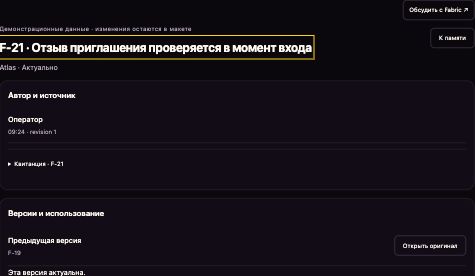 Обсудить с Fabric ↗
Демонстрационные данные · изменения остаются в макете
К памяти
F-21 · Отзыв приглашения проверяется в момент входа
Atlas · Актуально
Автор и источник
Оператор
09:24 · revision 1
▸ Квитанция · F-21
Версии и использование
Предыдущая версия
Открыть оригинал
F-19
Эта версия актуальна.